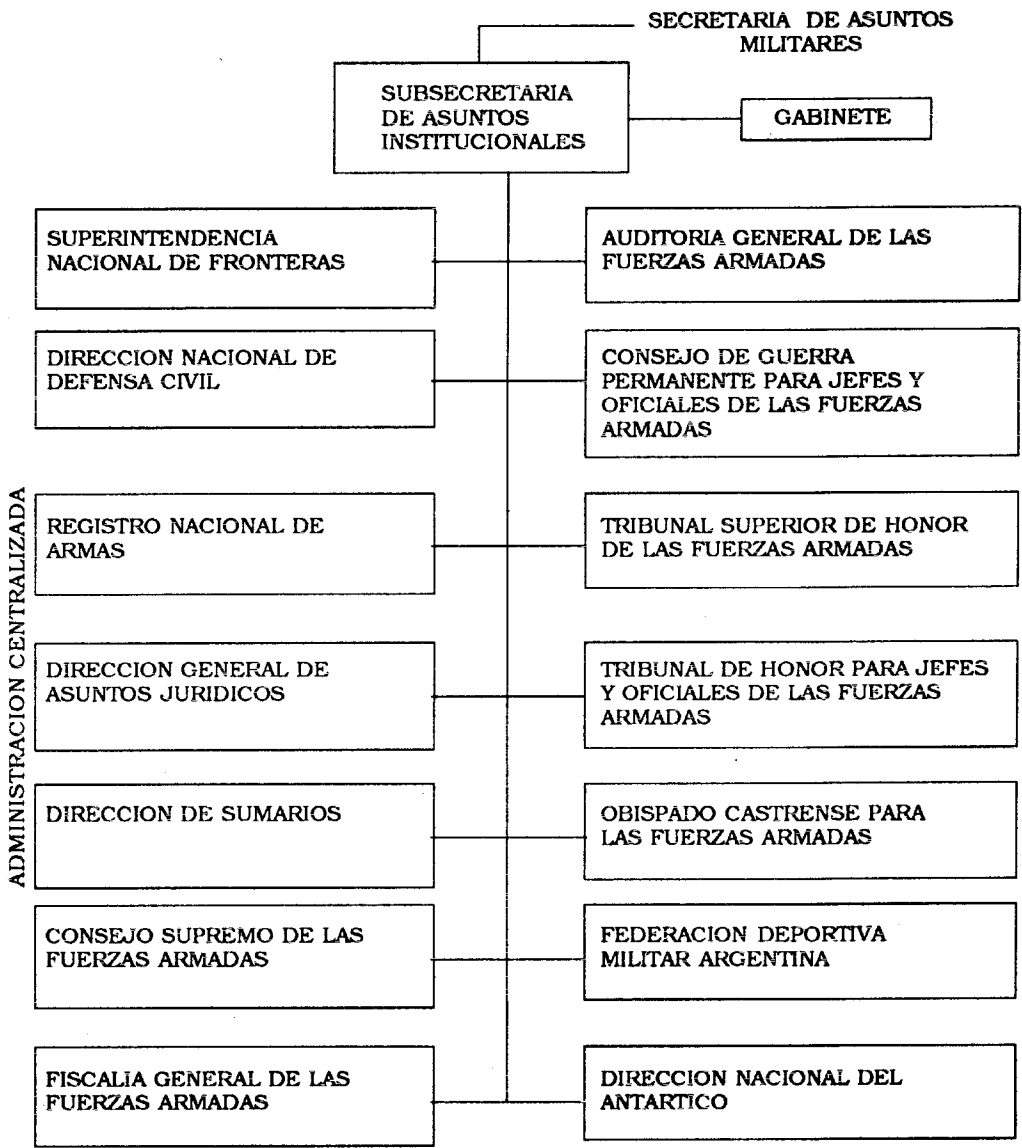 SECRETARIA DE ASUNTOS
MILITARES
SUBSECRETARIA
DE ASUNTOS
INSTITUCIONALES
GABINETE
ADMINISTRACION CENTRALIZADA
SUPERINTENDENCIA
NACIONAL DE FRONTERAS
AUDITORIA GENERAL DE LAS
FUERZAS ARMADAS
DIRECCION NACIONAL DE
DEFENSA CIVIL
CONSEJO DE GUERRA
PERMANENTE PARA JEFES Y
OFICIALES DE LAS FUERZAS
ARMADAS
REGISTRO NACIONAL DE
ARMAS
TRIBUNAL SUPERIOR DE HONOR
DE LAS FUERZAS ARMADAS
DIRECCION GENERAL DE
ASUNTOS JURIDICOS
TRIBUNAL DE HONOR PARA JEFES
Y OFICIALES DE LAS FUERZAS
ARMADAS
DIRECCION DE SUMARIOS
OBISPADO CASTRENSE PARA
LAS FUERZAS ARMADAS
CONSEJO SUPREMO DE LAS
FUERZAS ARMADAS
FEDERACION DEPORTIVA
MILITAR ARGENTINA
FISCALIA GENERAL DE LAS
FUERZAS ARMADAS
DIRECCION NACIONAL DEL
ANTARTICO